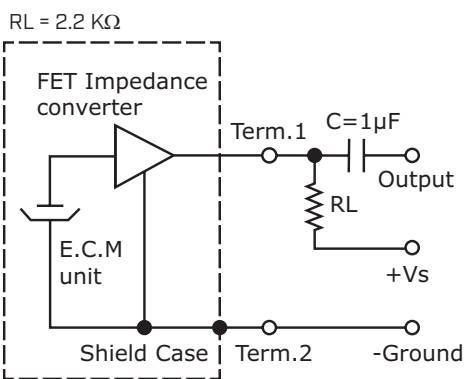 RL = 2.2 KΩ
FET Impedance
converter
Term.1
C=1µF
Output
RL
E.C.M
unit
+Vs
Shield Case
Term.2
-Ground